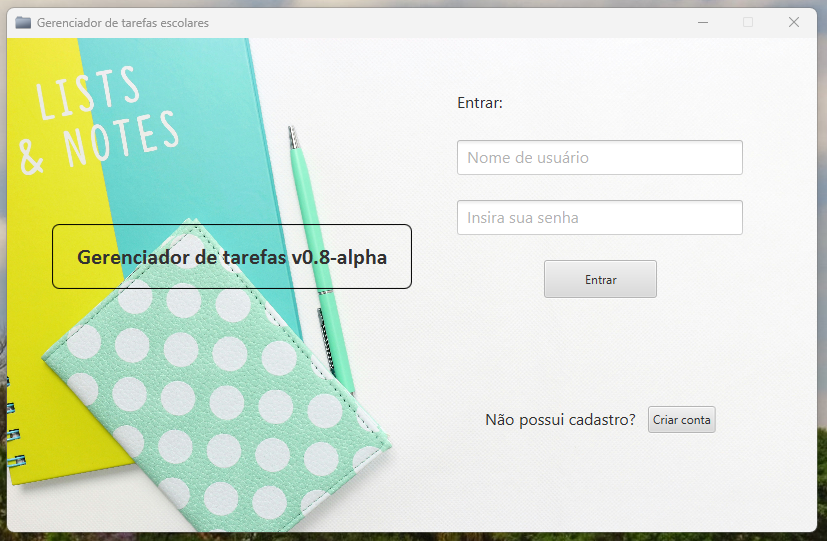 Gerenciador de tarefas escolares
LISTS
& NOTES
Gerenciador de tarefas v0.8-alpha
Entrar:
Nome de usuário
Insira sua senha
Entrar
Não possui cadastro?
Criar conta